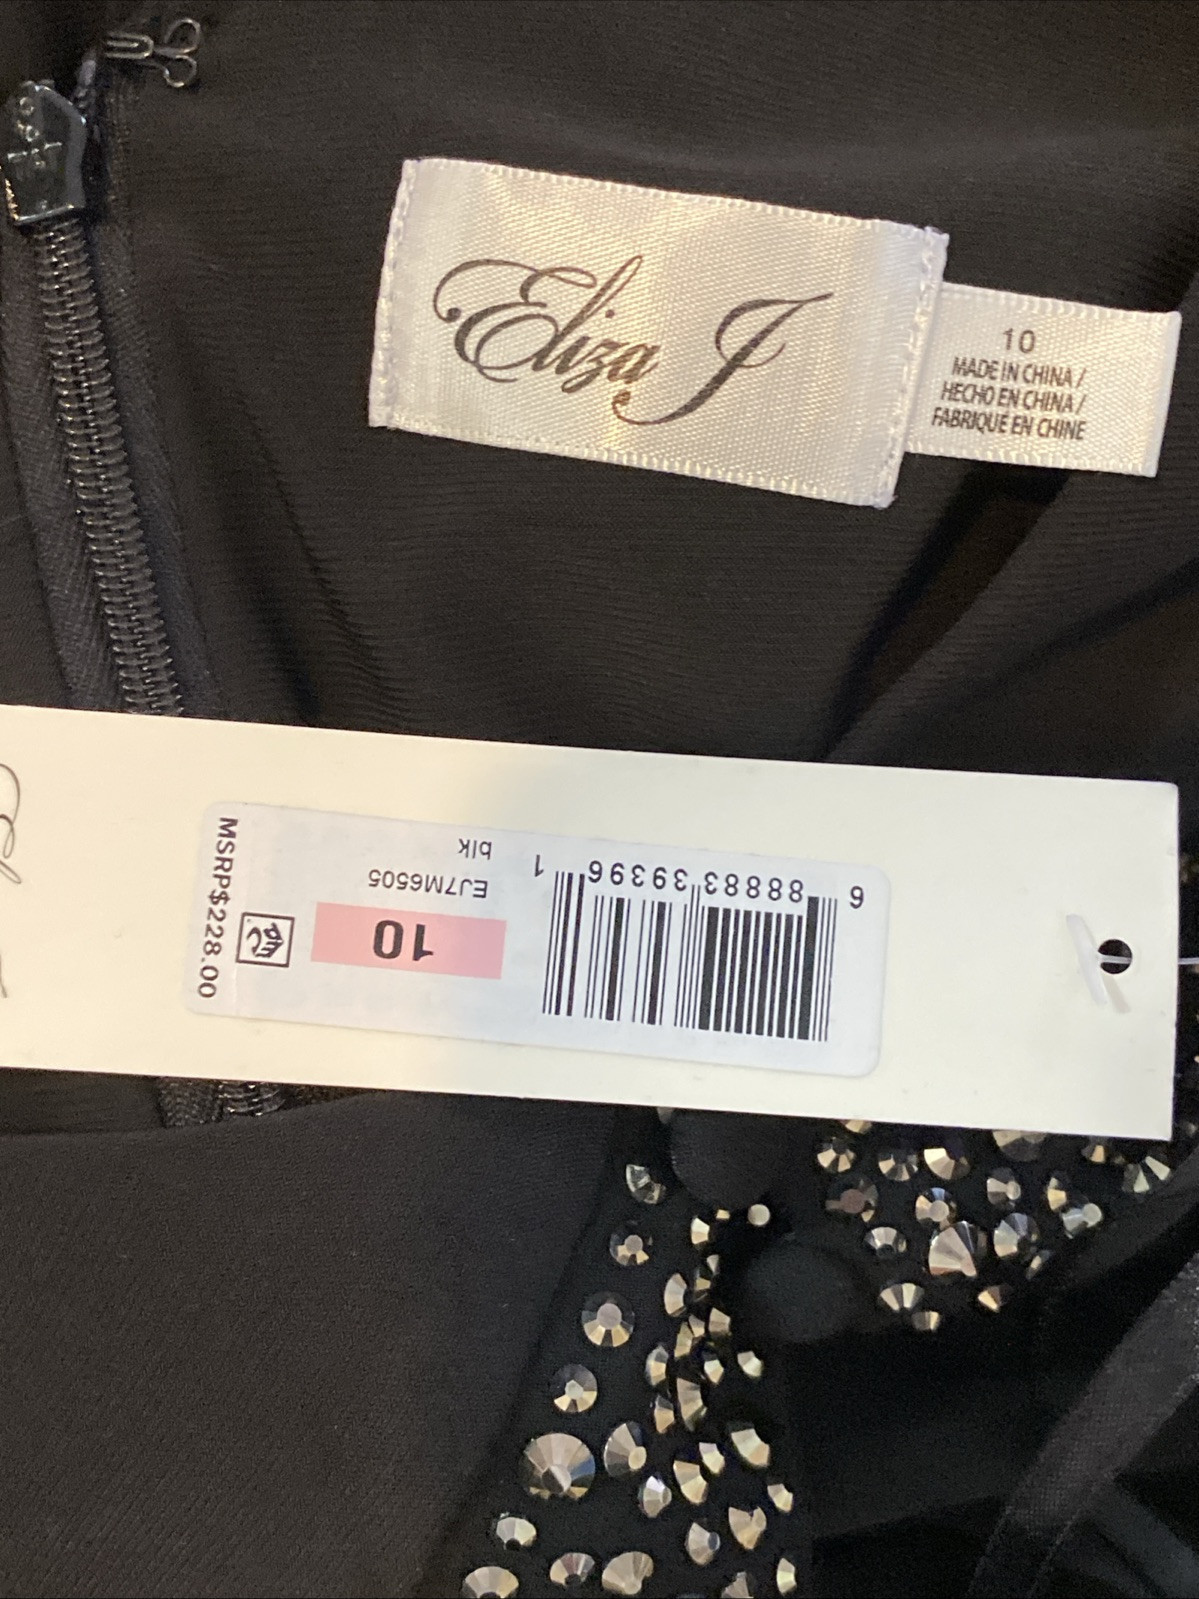 Eliza J
10
MADE IN CHINA /
HECHO EN CHINA /
FABRIQUÉ EN CHINE
6 88883 39396 1
EJ7M6505
blk
10
MSRP$228.00